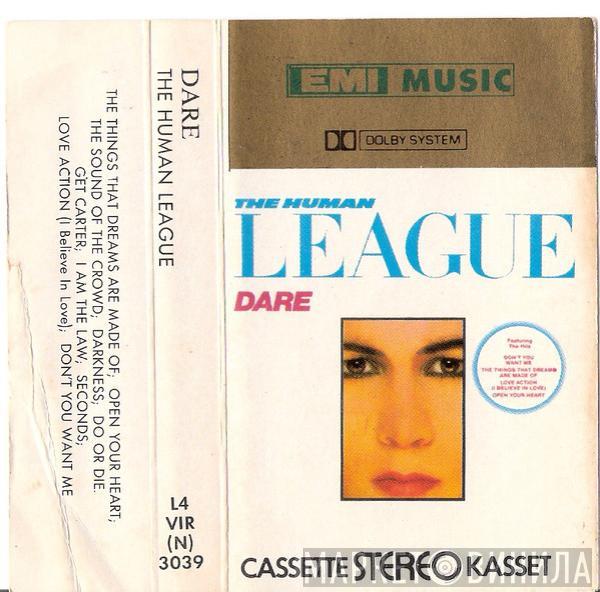 THE THINGS THAT DREAMS ARE MADE OF; OPEN YOUR HEART;
THE SOUND OF THE CROWD; DARKNESS; DO OR DIE.
GET CARTER; I AM THE LAW; SECONDS;
LOVE ACTION (I Believe In Love); DON'T YOU WANT ME
DARE
THE HUMAN LEAGUE
L4
VIR
(N)
3039
EMI MUSIC
DOLBY SYSTEM
THE HUMAN
LEAGUE
DARE
Featuring
The Hits
DON'T YOU
WANT ME
THE THINGS THAT DREAMS
ARE MADE OF
LOVE ACTION
(I BELIEVE IN LOVE)
OPEN YOUR HEART
CASSETTE STEREO KASSET
ВИНИЛА